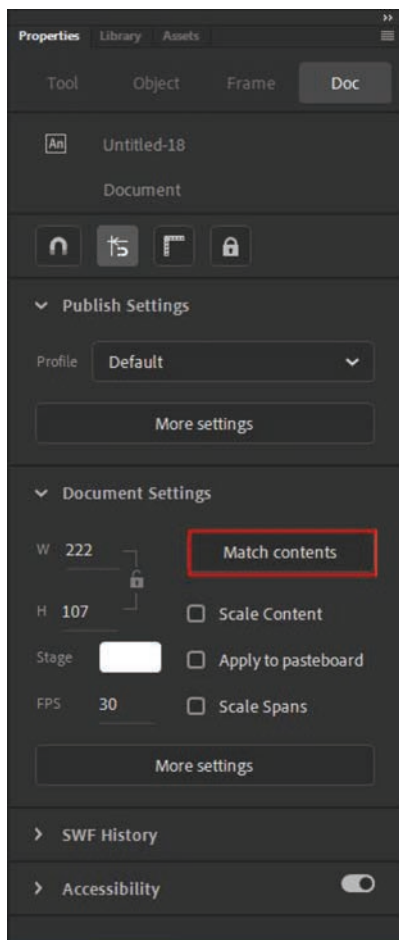 Properties Library Assets
Tool Object Frame Doc
An Untitled-18
Document
Publish Settings
Profile Default
More settings
Document Settings
W 222 Match contents
H 107 Scale Content
Stage Apply to pasteboard
FPS 30 Scale Spans
More settings
SWF History
Accessibility